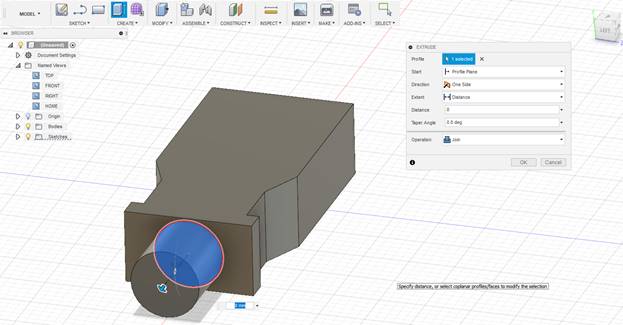 MODEL
SKETCH
CREATE
MODIFY
ASSEMBLE
CONSTRUCT
INSPECT
INSERT
MAKE
ADD-INS
SELECT
BROWSER
(Unsaved)
Document Settings
Named Views
TOP
FRONT
RIGHT
HOME
Origin
Bodies
Sketches
EXTRUDE
Profile 1 selected
Start Profile Plane
Direction One Side
Extent Distance
Distance 0
Taper Angle 0.0 deg
Operation Join
OK Cancel
LEFT
Specify distance, or select coplanar profiles/faces to modify the selection